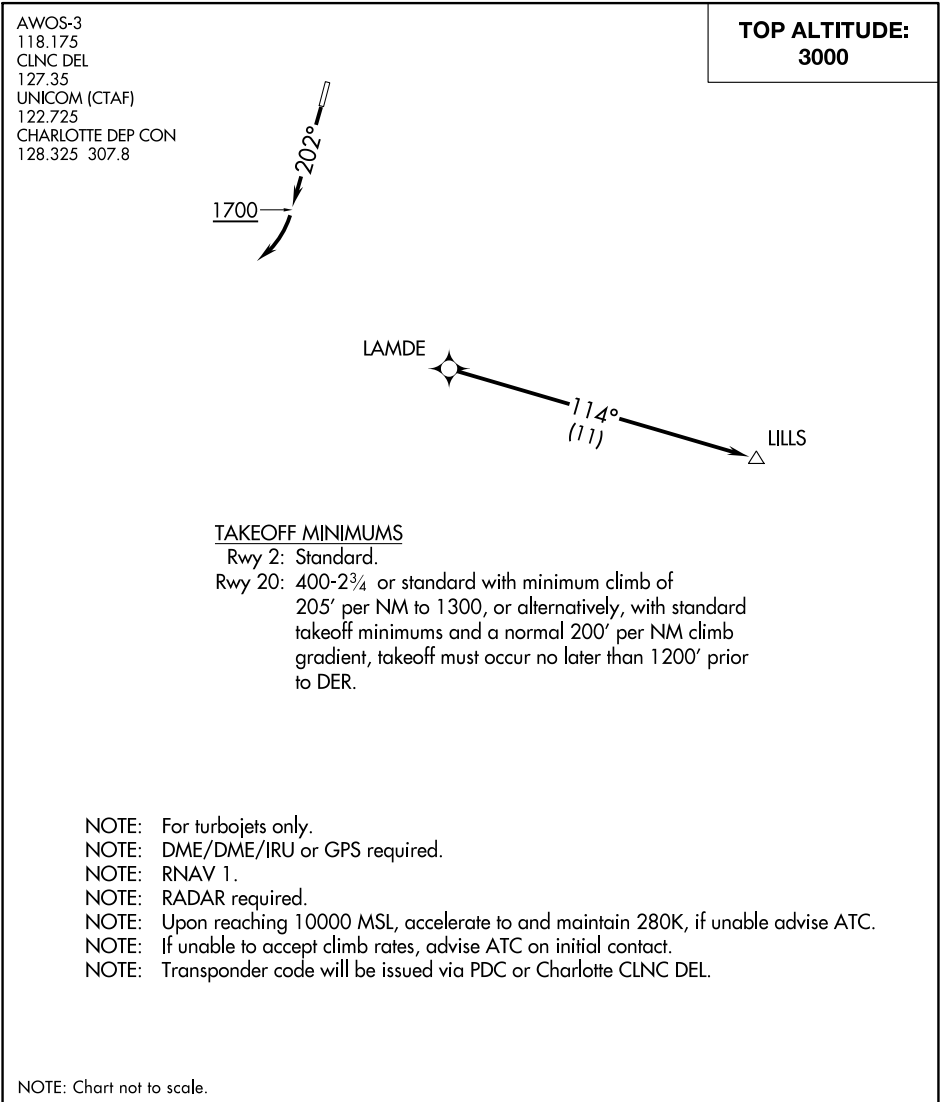 AWOS-3
118.175
CLNC DEL
127.35
UNICOM (CTAF)
122.725
CHARLOTTE DEP CON
128.325 307.8
TOP ALTITUDE:
3000
202°
1700
LAMDE
114°
(11)
LILLS
TAKEOFF MINIMUMS
Rwy 2: Standard.
Rwy 20: 400-2¾ or standard with minimum climb of
205' per NM to 1300, or alternatively, with standard
takeoff minimums and a normal 200' per NM climb
gradient, takeoff must occur no later than 1200' prior
to DER.
NOTE: For turbojets only.
NOTE: DME/DME/IRU or GPS required.
NOTE: RNAV 1.
NOTE: RADAR required.
NOTE: Upon reaching 10000 MSL, accelerate to and maintain 280K, if unable advise ATC.
NOTE: If unable to accept climb rates, advise ATC on initial contact.
NOTE: Transponder code will be issued via PDC or Charlotte CLNC DEL.
NOTE: Chart not to scale.